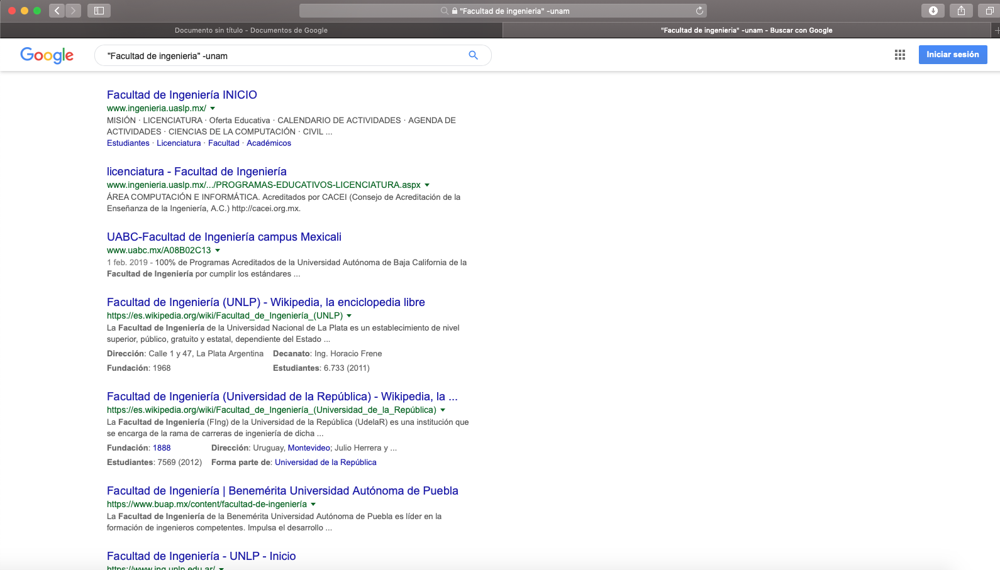 "Facultad de ingenieria" -unam
Documento sin título - Documentos de Google
"Facultad de ingenieria" -unam - Buscar con Google
Google
"Facultad de ingenieria" -unam
Iniciar sesión
Facultad de Ingeniería INICIO
www.ingenieria.uaslp.mx/
MISIÓN · LICENCIATURA · Oferta Educativa · CALENDARIO DE ACTIVIDADES · AGENDA DE
ACTIVIDADES · CIENCIAS DE LA COMPUTACIÓN · CIVIL ...
Estudiantes · Licenciatura · Facultad · Académicos
licenciatura - Facultad de Ingeniería
www.ingenieria.uaslp.mx/.../PROGRAMAS-EDUCATIVOS-LICENCIATURA.aspx
ÁREA COMPUTACIÓN E INFORMÁTICA. Acreditados por CACEI (Consejo de Acreditación de la
Enseñanza de la Ingeniería, A.C.) http://cacei.org.mx.
UABC-Facultad de Ingeniería campus Mexicali
www.uabc.mx/A08B02C13
1 feb. 2019 - 100% de Programas Acreditados de la Universidad Autónoma de Baja California de la
Facultad de Ingeniería por cumplir los estándares ...
Facultad de Ingeniería (UNLP) - Wikipedia, la enciclopedia libre
https://es.wikipedia.org/wiki/Facultad_de_Ingeniería_(UNLP)
La Facultad de Ingeniería de la Universidad Nacional de La Plata es un establecimiento de nivel
superior, público, gratuito y estatal, dependiente del Estado ...
Dirección: Calle 1 y 47, La Plata Argentina Decanato: Ing. Horacio Frene
Fundación: 1968 Estudiantes: 6.733 (2011)
Facultad de Ingeniería (Universidad de la República) - Wikipedia, la ...
https://es.wikipedia.org/wiki/Facultad_de_Ingeniería_(Universidad_de_la_República)
La Facultad de Ingeniería (FIng) de la Universidad de la República (UdelaR) es una institución que
se encarga de la rama de carreras de ingeniería de dicha ...
Fundación: 1888 Dirección: Uruguay, Montevideo; Julio Herrera y ...
Estudiantes: 7569 (2012) Forma parte de: Universidad de la República
Facultad de Ingeniería | Benemérita Universidad Autónoma de Puebla
https://www.buap.mx/content/facultad-de-ingeniería
La Facultad de Ingeniería de la Benemérita Universidad Autónoma de Puebla es líder en la
formación de ingenieros competentes. Impulsa el desarrollo ...
Facultad de Ingeniería - UNLP - Inicio
https://www.ing.unlp.edu.ar/